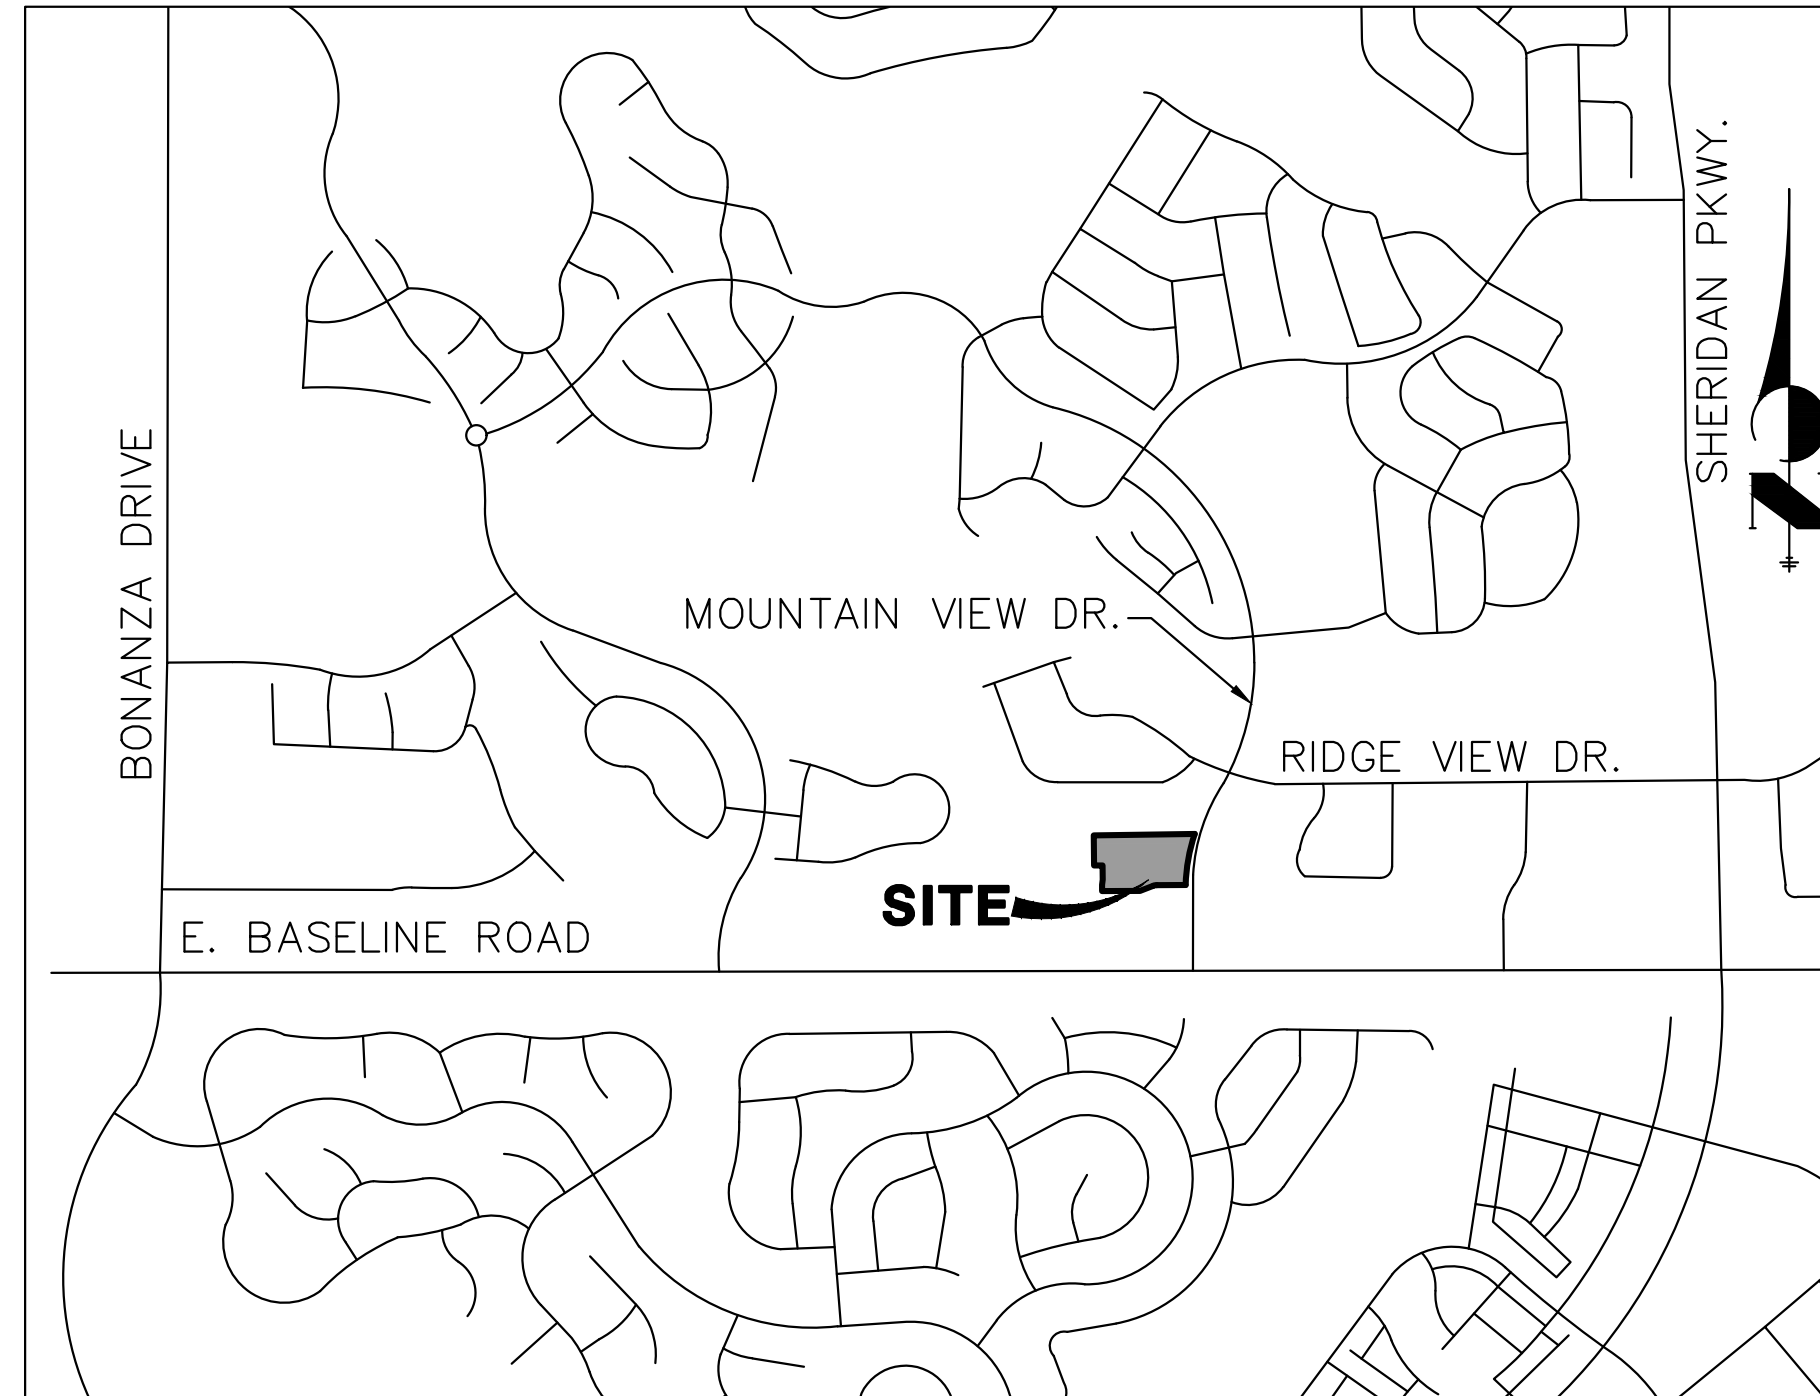 SHERIDAN PKWY.
BONANZA DRIVE
MOUNTAIN VIEW DR.
RIDGE VIEW DR.
SITE
E. BASELINE ROAD
N